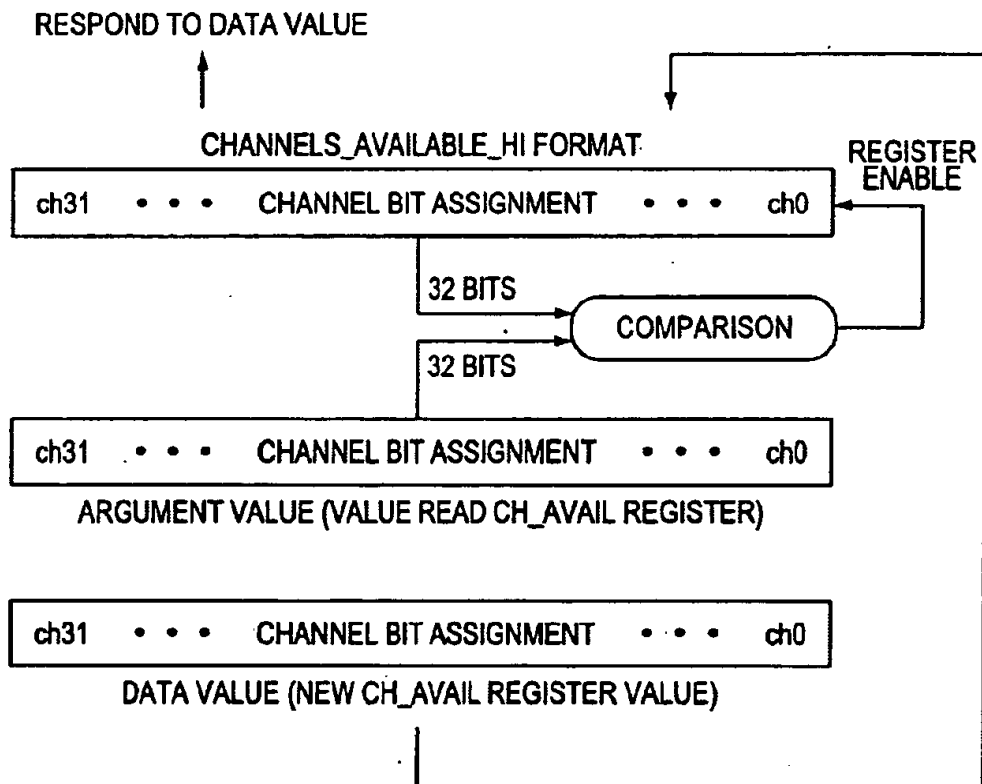 RESPOND TO DATA VALUE
CHANNELS_AVAILABLE_HI FORMAT
REGISTER
ENABLE
ch31 • • • CHANNEL BIT ASSIGNMENT • • • ch0
32 BITS
COMPARISON
32 BITS
ch31 • • • CHANNEL BIT ASSIGNMENT • • • ch0
ARGUMENT VALUE (VALUE READ CH_AVAIL REGISTER)
ch31 • • • CHANNEL BIT ASSIGNMENT • • • ch0
DATA VALUE (NEW CH_AVAIL REGISTER VALUE)